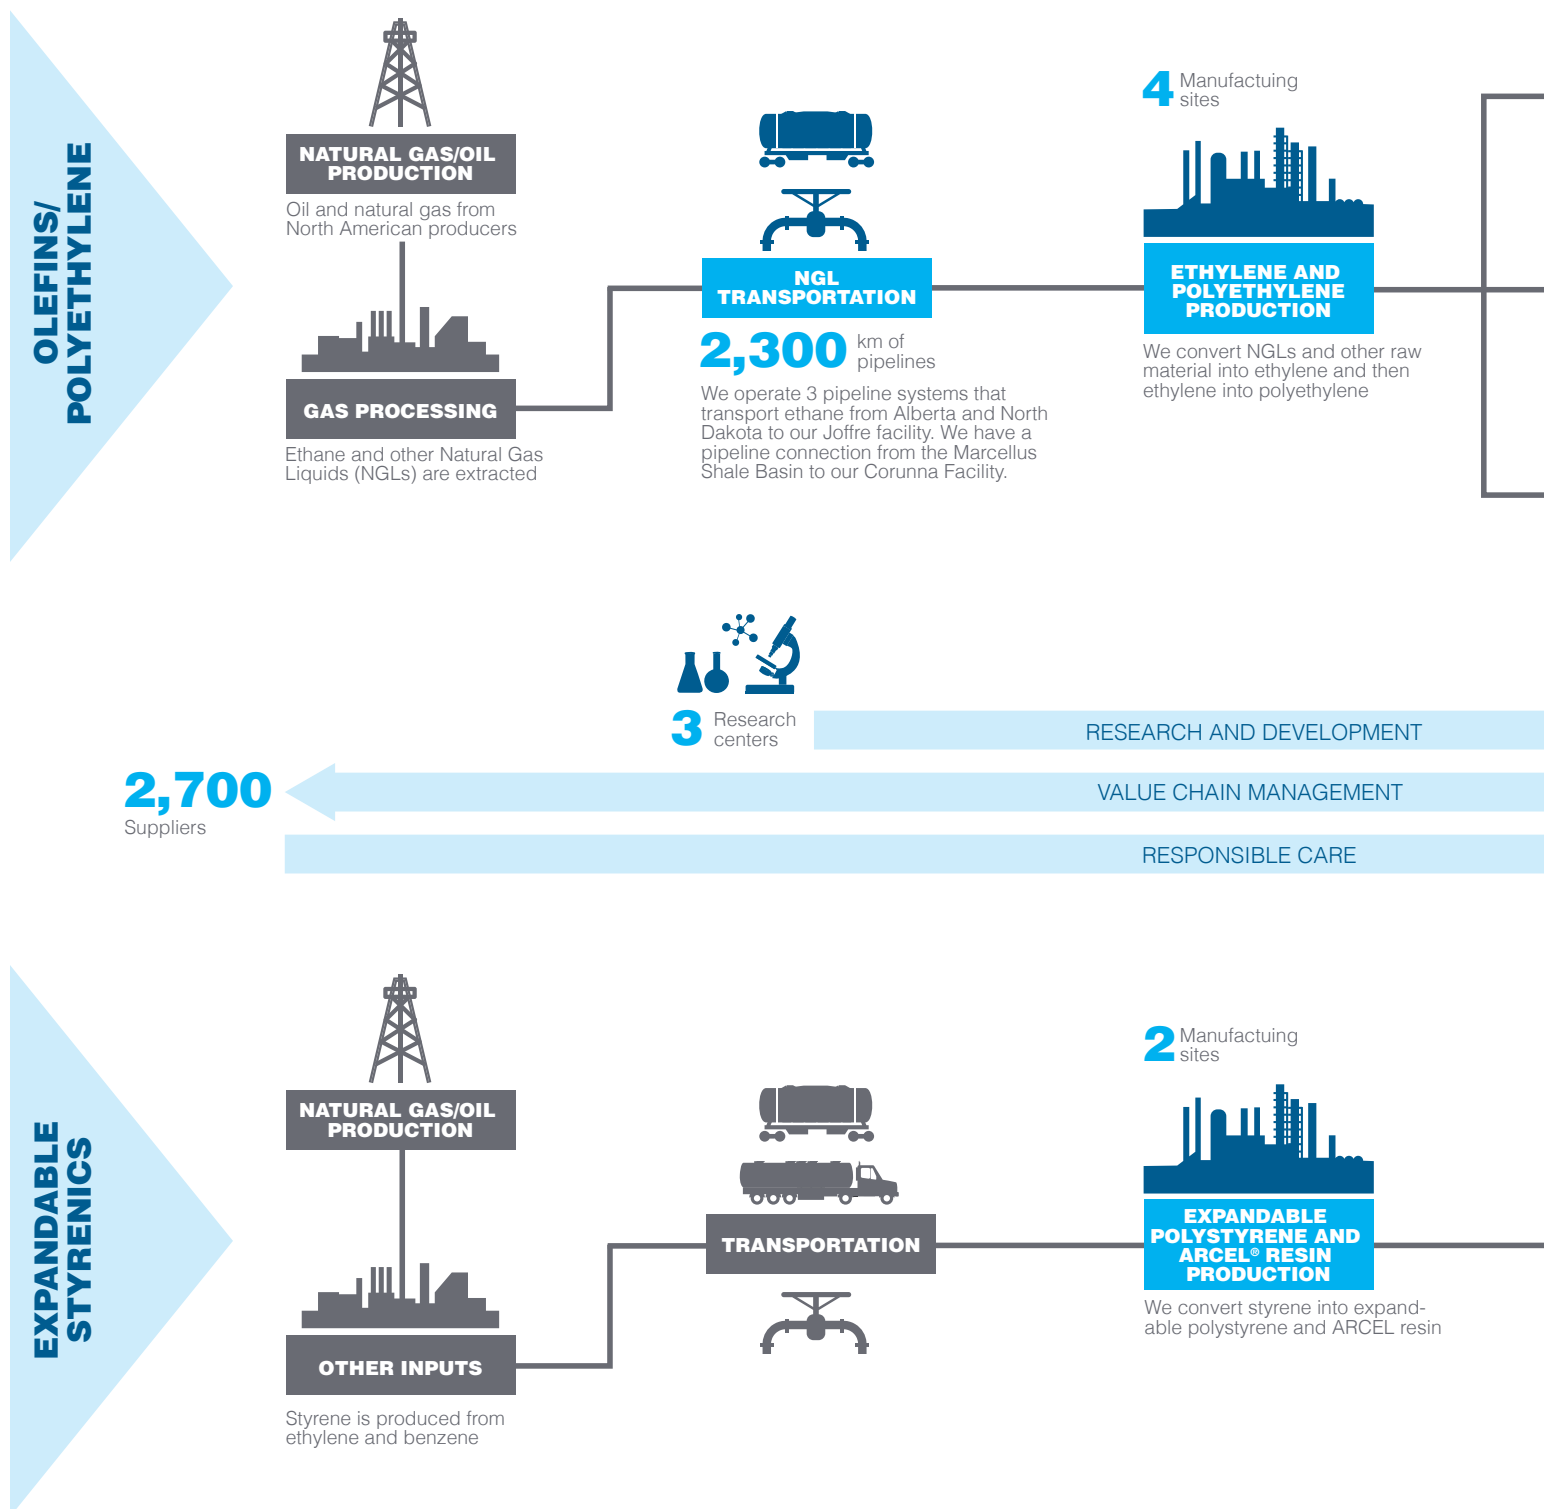 OLEFINS/
POLYETHYLENE
NATURAL GAS/OIL
PRODUCTION
Oil and natural gas from
North American producers
GAS PROCESSING
Ethane and other Natural Gas
Liquids (NGLs) are extracted
NGL
TRANSPORTATION
2,300 km of
pipelines
We operate 3 pipeline systems that
transport ethane from Alberta and North
Dakota to our Joffre facility. We have a
pipeline connection from the Marcellus
Shale Basin to our Corunna Facility.
4 Manufactuing
sites
ETHYLENE AND
POLYETHYLENE
PRODUCTION
We convert NGLs and other raw
material into ethylene and then
ethylene into polyethylene
3 Research
centers
RESEARCH AND DEVELOPMENT
2,700
Suppliers
VALUE CHAIN MANAGEMENT
RESPONSIBLE CARE
EXPANDABLE
STYRENICS
NATURAL GAS/OIL
PRODUCTION
OTHER INPUTS
Styrene is produced from
ethylene and benzene
TRANSPORTATION
2 Manufactuing
sites
EXPANDABLE
POLYSTYRENE AND
ARCEL® RESIN
PRODUCTION
We convert styrene into expand-
able polystyrene and ARCEL resin